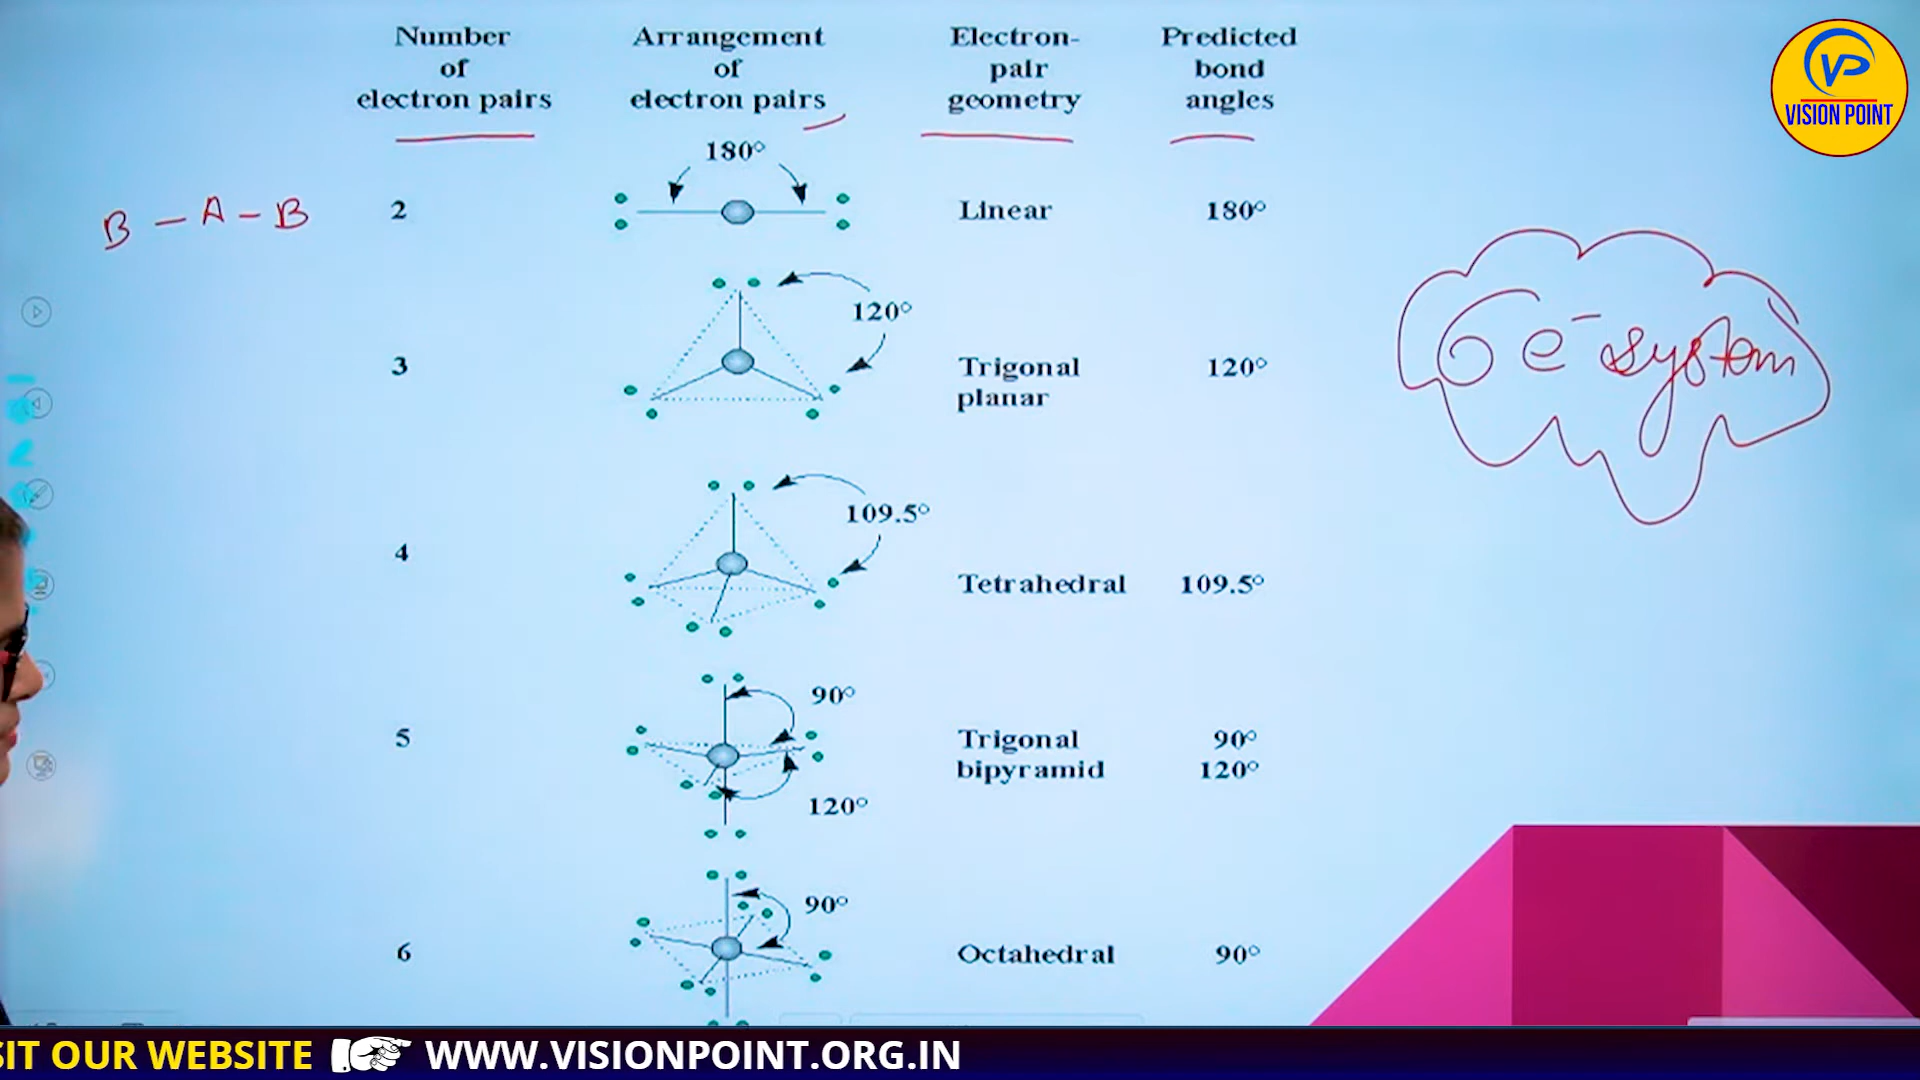 Number of electron pairs
Arrangement of electron pairs
Electron-pair geometry
Predicted bond angles
VP
VISION POINT
B - A - B
2
180°
Linear
180°
3
120°
Trigonal planar
120°
6 e⁻ system
4
109.5°
Tetrahedral
109.5°
5
90°
120°
Trigonal bipyramid
90°
120°
6
90°
Octahedral
90°
SIT OUR WEBSITE
WWW.VISIONPOINT.ORG.IN